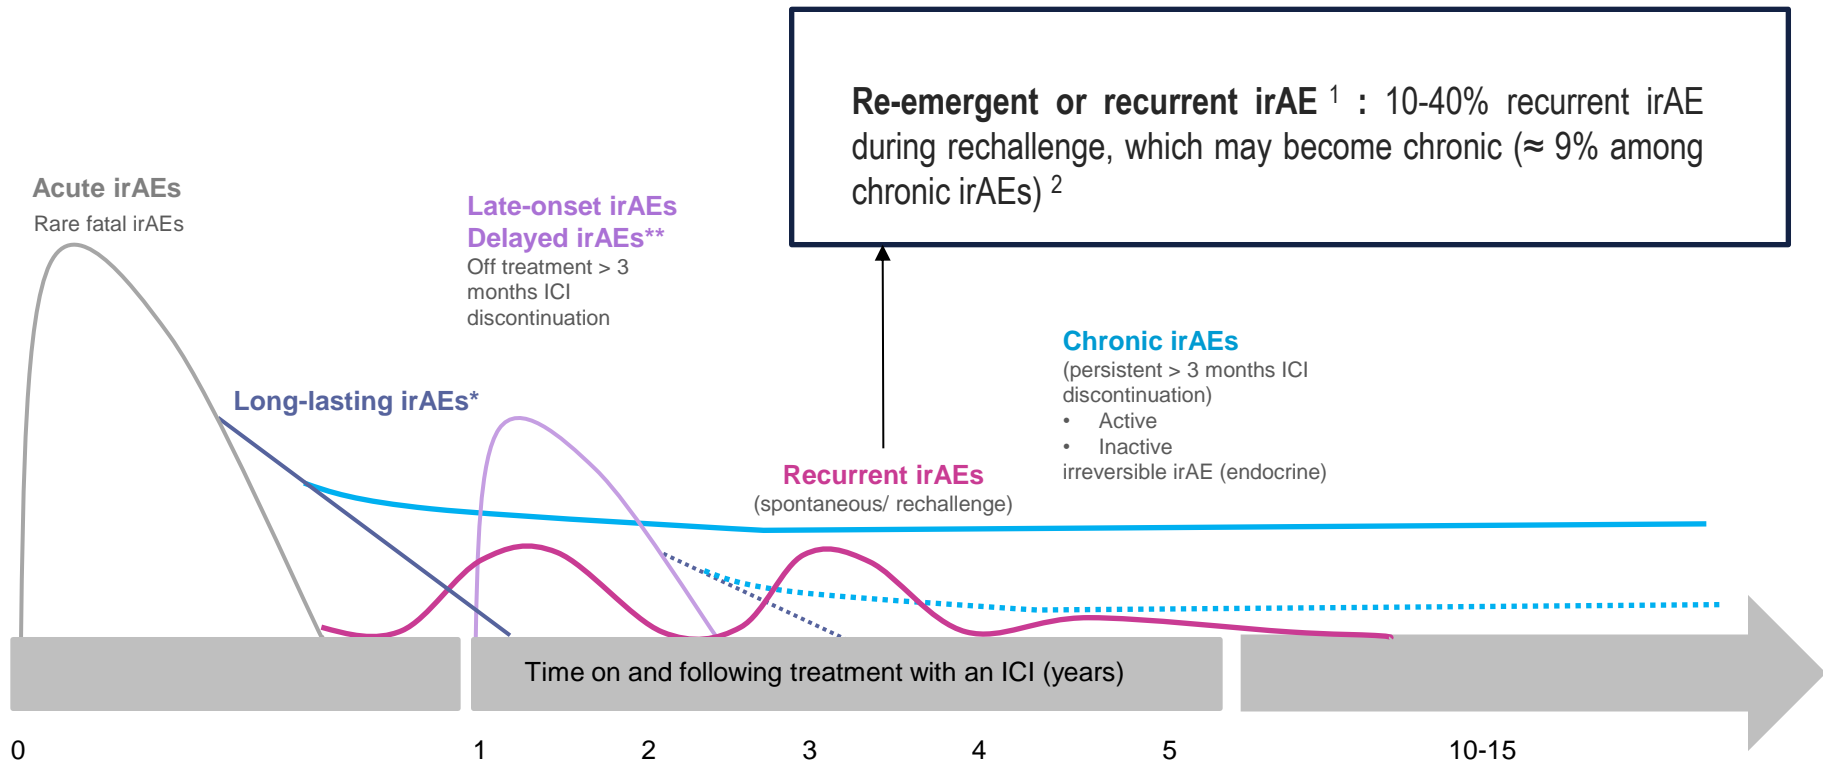 Re-emergent or recurrent irAE 1 : 10-40% recurrent irAE
during rechallenge, which may become chronic (≈ 9% among
chronic irAEs) 2
Acute irAEs
Rare fatal irAEs
Late-onset irAEs
Delayed irAEs**
Off treatment > 3
months ICI
discontinuation
Long-lasting irAEs*
Recurrent irAEs
(spontaneous/ rechallenge)
Chronic irAEs
(persistent > 3 months ICI
discontinuation)
• Active
• Inactive
irreversible irAE (endocrine)
Time on and following treatment with an ICI (years)
0 1 2 3 4 5 10-15